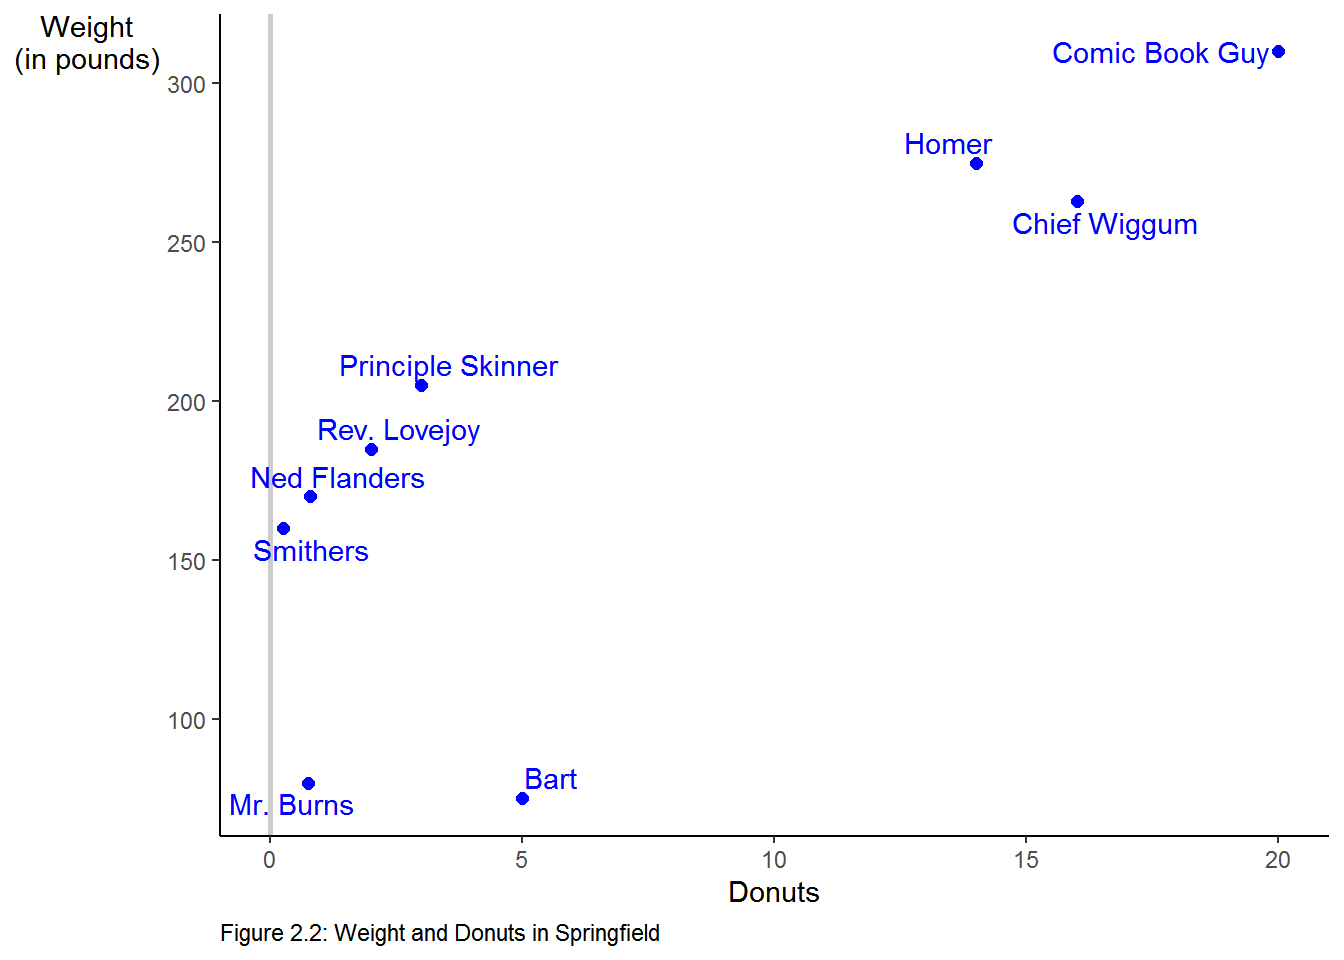 Weight
(in pounds)
Comic Book Guy
300
Homer
Chief Wiggum
250
Principle Skinner
200
Rev. Lovejoy
Ned Flanders
Smithers
150
100
Bart
Mr. Burns
0 5 10 15 20
Donuts
Figure 2.2: Weight and Donuts in Springfield